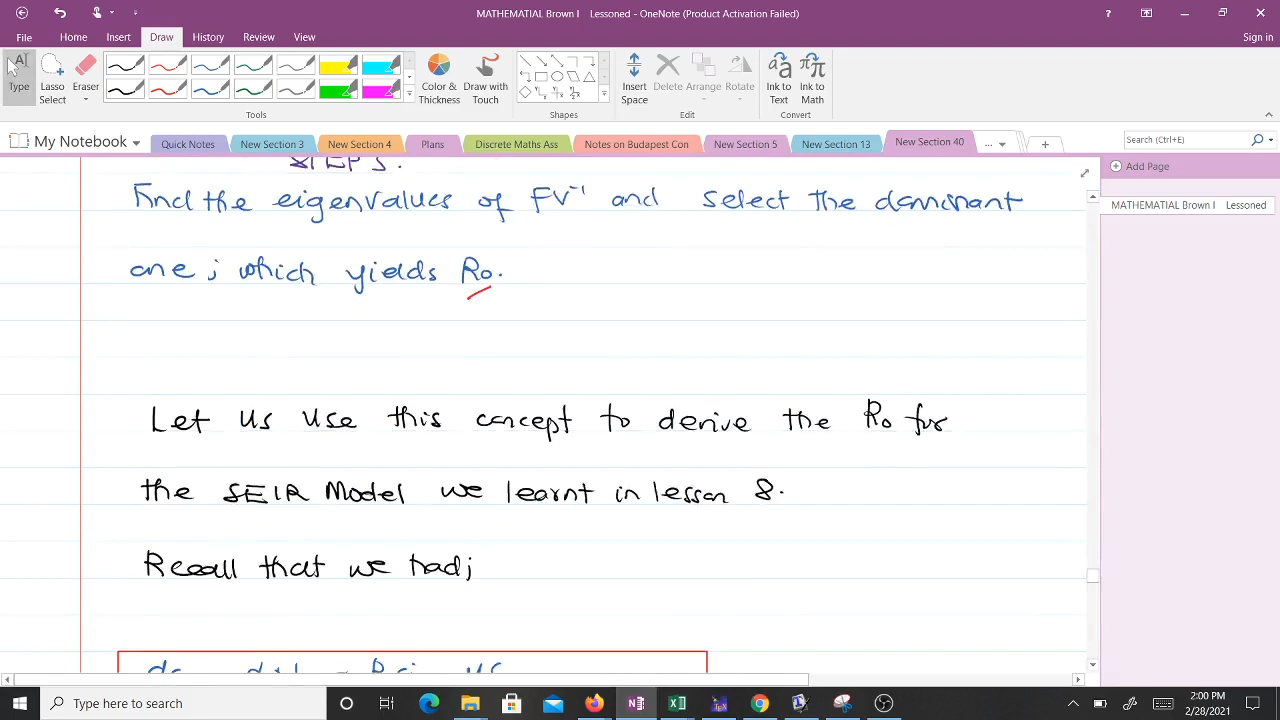 MATHEMATIAL Brown I Lessoned - OneNote (Product Activation Failed)
File Home Insert Draw History Review View Sign in
Type Lasso Select Eraser Color & Thickness Draw with Touch Insert Space Delete Arrange Rotate Ink to Text Ink to Math
Tools Shapes Edit Convert
My Notebook Quick Notes New Section 3 New Section 4 Plans Discrete Maths Ass Notes on Budapest Con New Section 5 New Section 13 New Section 40 ... Search (Ctrl+E)
Add Page
MATHEMATIAL Brown I Lessoned
Find the eigenvalues of FV⁻¹ and select the dominant
one; which yields Ro.
Let us use this concept to derive the Ro for
the SEIR Model we learnt in lesson 8.
Recall that we had;
Type here to search
2:00 PM
2/28/2021